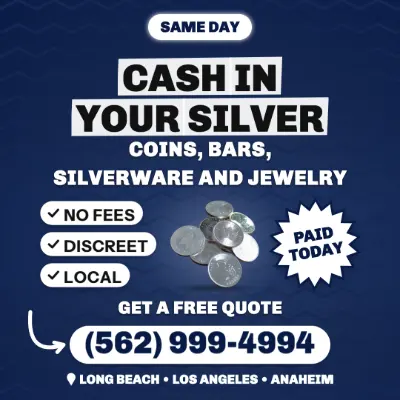 SAME DAY
CASH IN
YOUR SILVER
COINS, BARS,
SILVERWARE AND JEWELRY
NO FEES
DISCREET
LOCAL
PAID
TODAY
GET A FREE QUOTE
(562) 999-4994
LONG BEACH • LOS ANGELES • ANAHEIM